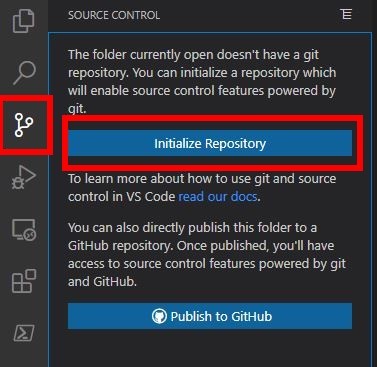 SOURCE CONTROL
The folder currently open doesn't have a git
repository. You can initialize a repository which
will enable source control features powered by
git.
Initialize Repository
To learn more about how to use git and source
control in VS Code read our docs.
You can also directly publish this folder to a
GitHub repository. Once published, you'll have
access to source control features powered by git
and GitHub.
Publish to GitHub